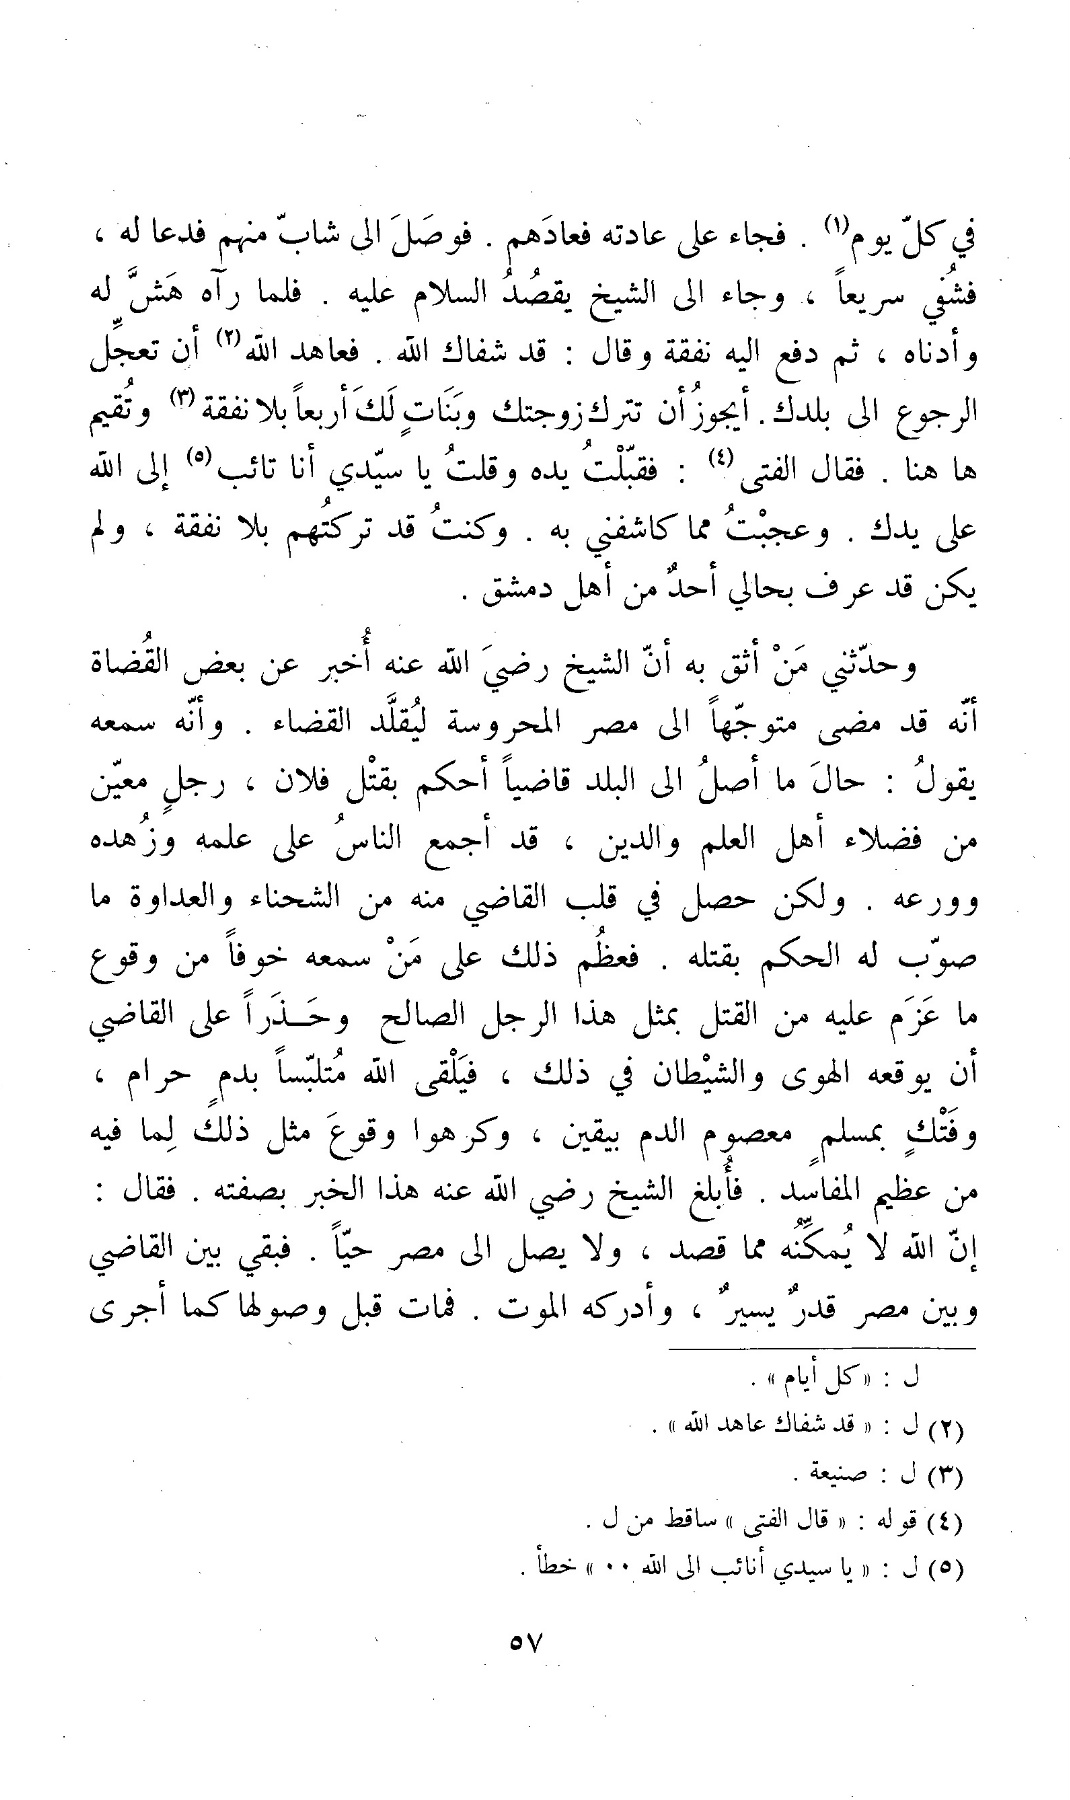 في كلّ يوم(١) . فجاء على عادته فعادَهم . فوصَلَ الى شابّ منهم فدعا له ،
فشُفي سريعاً ، وجاء الى الشيخ يقصُدُ السلام عليه . فلما رآه هَشَّ له
وأدناه ، ثم دفع اليه نفقة وقال : قد شفاك الله . فعاهد الله(٢) أن تعجِّل
الرجوع الى بلدك . أيجوزُ أن تترك زوجتك وبَنَاتٍ لَكَ أربعاً بلا نفقة(٣) وتُقيم
ها هنا . فقال الفتى(٤) : فقبّلْتُ يده وقلتُ يا سيّدي أنا تائب(٥) إلى الله
على يدك . وعجبْتُ مما كاشفني به . وكنتُ قد تركتُهم بلا نفقة ، ولم
يكن قد عرف بحالي أحدٌ من أهل دمشق .
وحدّثني مَنْ أثق به أنّ الشيخ رضيَ الله عنه أُخبر عن بعض القُضاة
أنّه قد مضى متوجّهاً الى مصر المحروسة ليُقلَّد القضاء . وأنّه سمعه
يقولُ : حالَ ما أصلُ الى البلد قاضياً أحكم بقتْل فلان ، رجلٍ معيّن
من فضلاء أهل العلم والدين ، قد أجمع الناسُ على علمه وزُهده
وورعه . ولكن حصل في قلب القاضي منه من الشحناء والعداوة ما
صوّب له الحكم بقتله . فعظُم ذلك على مَنْ سمعه خوفاً من وقوع
ما عَزَم عليه من القتل بمثل هذا الرجل الصالح وحَـذَراً على القاضي
أن يوقعه الهوى والشيْطان في ذلك ، فيَلْقى الله مُتلبّساً بدمٍ حرام ،
وفَتْكٍ بمسلمٍ معصوم الدم بيقين ، وكرهوا وقوعَ مثل ذلك لِما فيه
من عظيم المفاسد . فأُبلغ الشيخ رضي الله عنه هذا الخبر بصفته . فقال :
إنّ الله لا يُمكِّنُه مما قصد ، ولا يصل الى مصر حيّاً . فبقي بين القاضي
وبين مصر قدرٌ يسيرٌ ، وأدركه الموت . فمات قبل وصولها كما أجرى
ل : « كل أيام » .
(٢) ل : « قد شفاك عاهد الله » .
(٣) ل : صنيعة .
(٤) قوله : « قال الفتى » ساقط من ل .
(٥) ل : « يا سيدي أنائب الى الله ٠٠ » خطأ .
٥٧